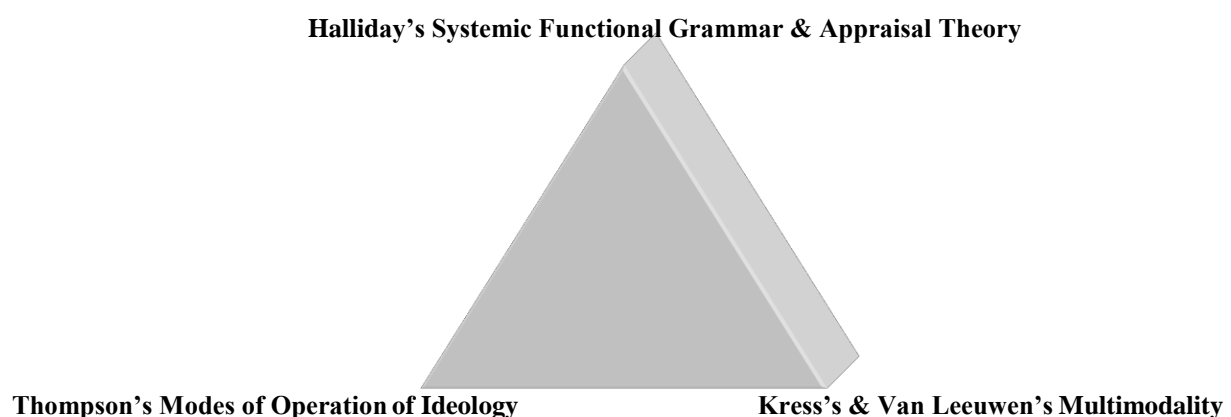 Halliday’s Systemic Functional Grammar & Appraisal Theory
Thompson’s Modes of Operation of Ideology
Kress’s & Van Leeuwen’s Multimodality